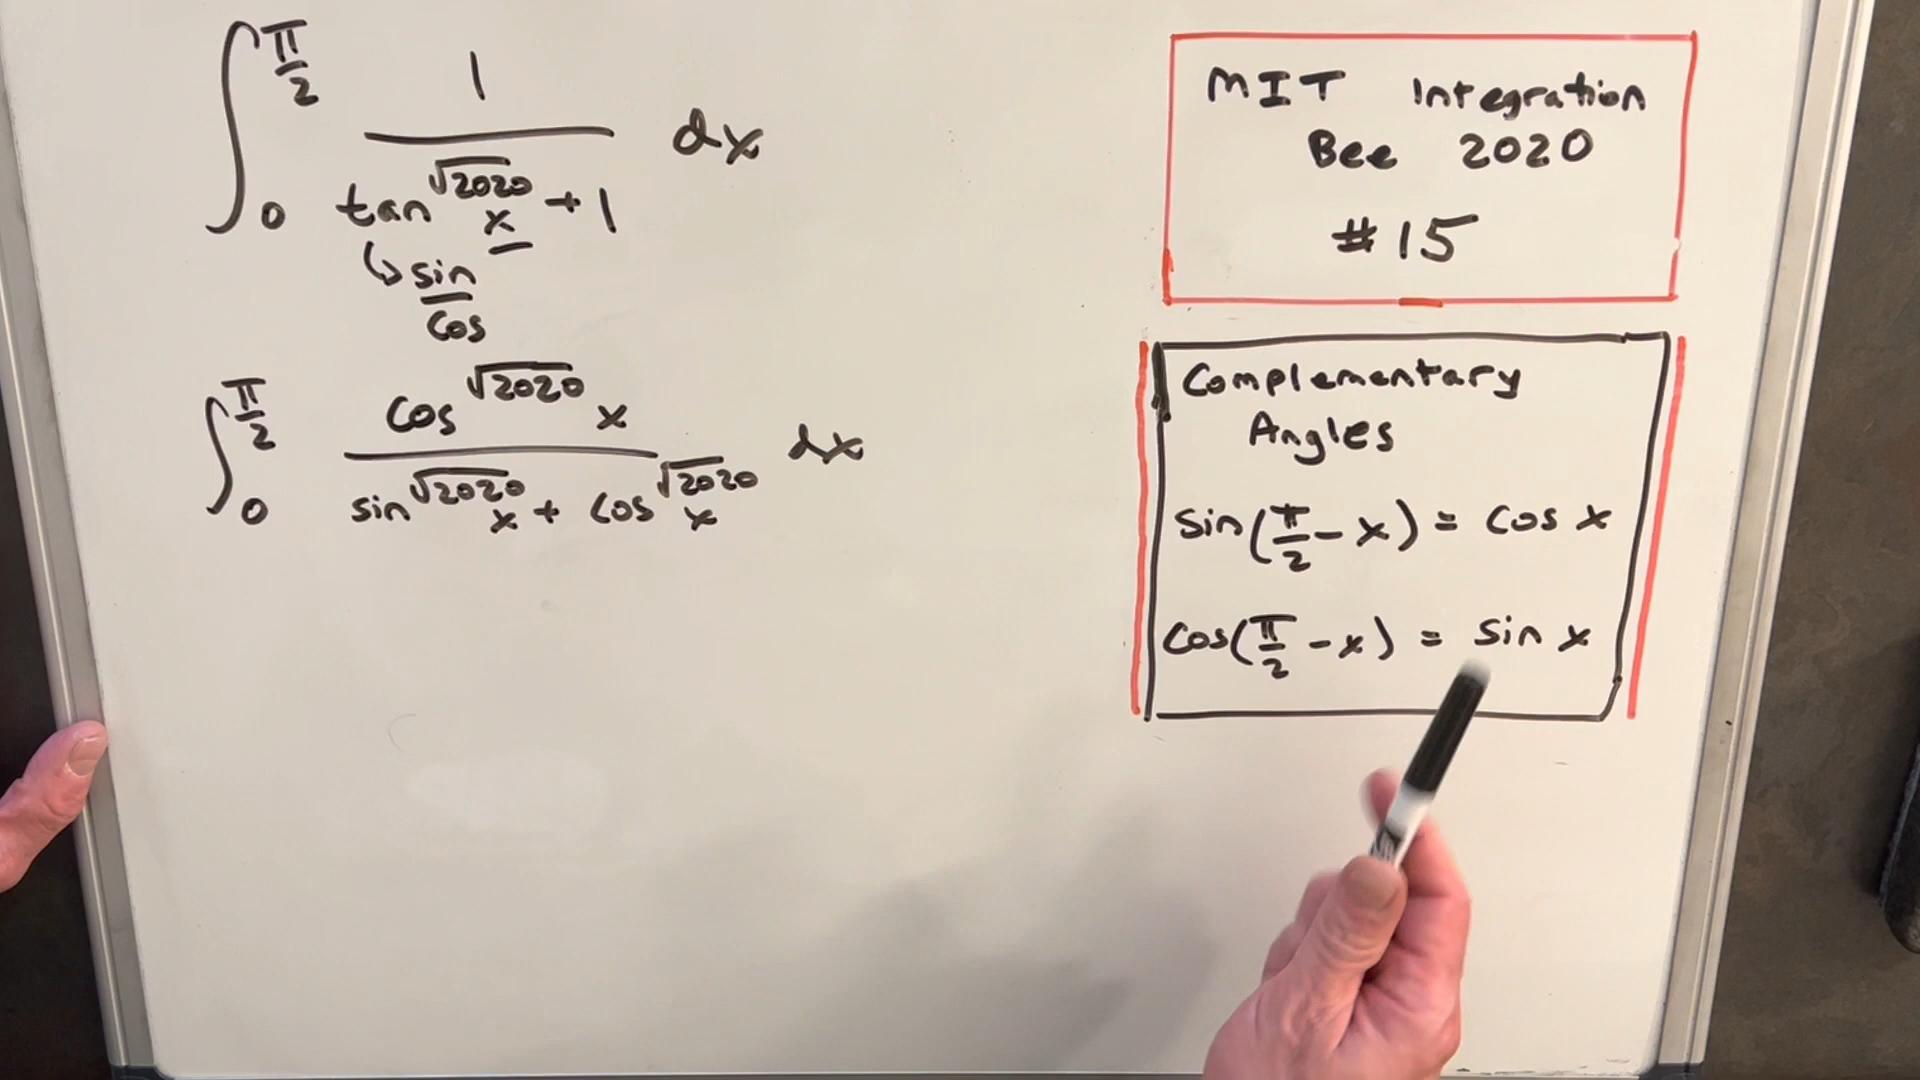 ∫₀^(π/2) 1/(tan^(√2020) x + 1) dx
↳ sin/cos
∫₀^(π/2) cos^(√2020) x/(sin^(√2020) x + cos^(√2020) x) dx
MIT Integration
Bee 2020
#15
Complementary
Angles
sin(π/2 - x) = cos x
cos(π/2 - x) = sin x